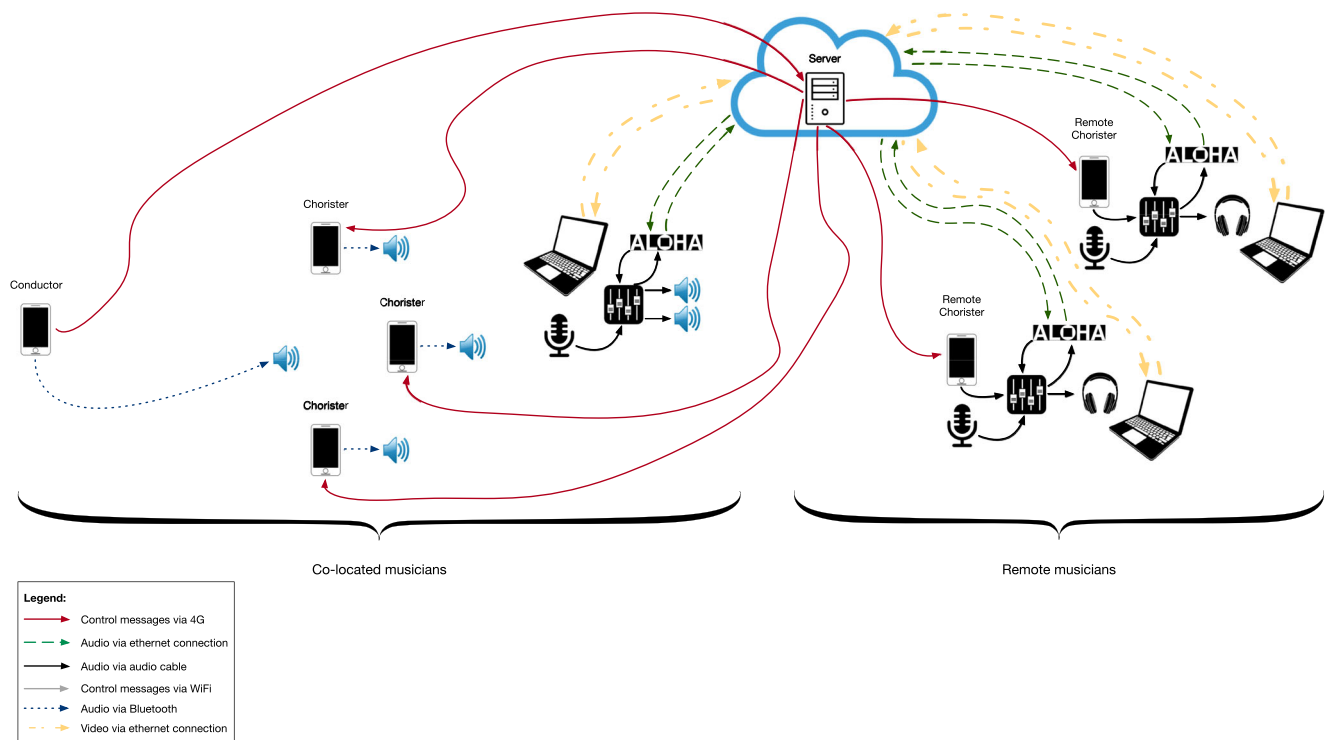 Server
Remote
Chorister
ALOHA
Chorister
ALOHA
Conductor
Chorister
Remote
Chorister
ALOHA
Chorister
Co-located musicians
Remote musicians
Legend:
Control messages via 4G
Audio via ethernet connection
Audio via audio cable
Control messages via WiFi
Audio via Bluetooth
Video via ethernet connection